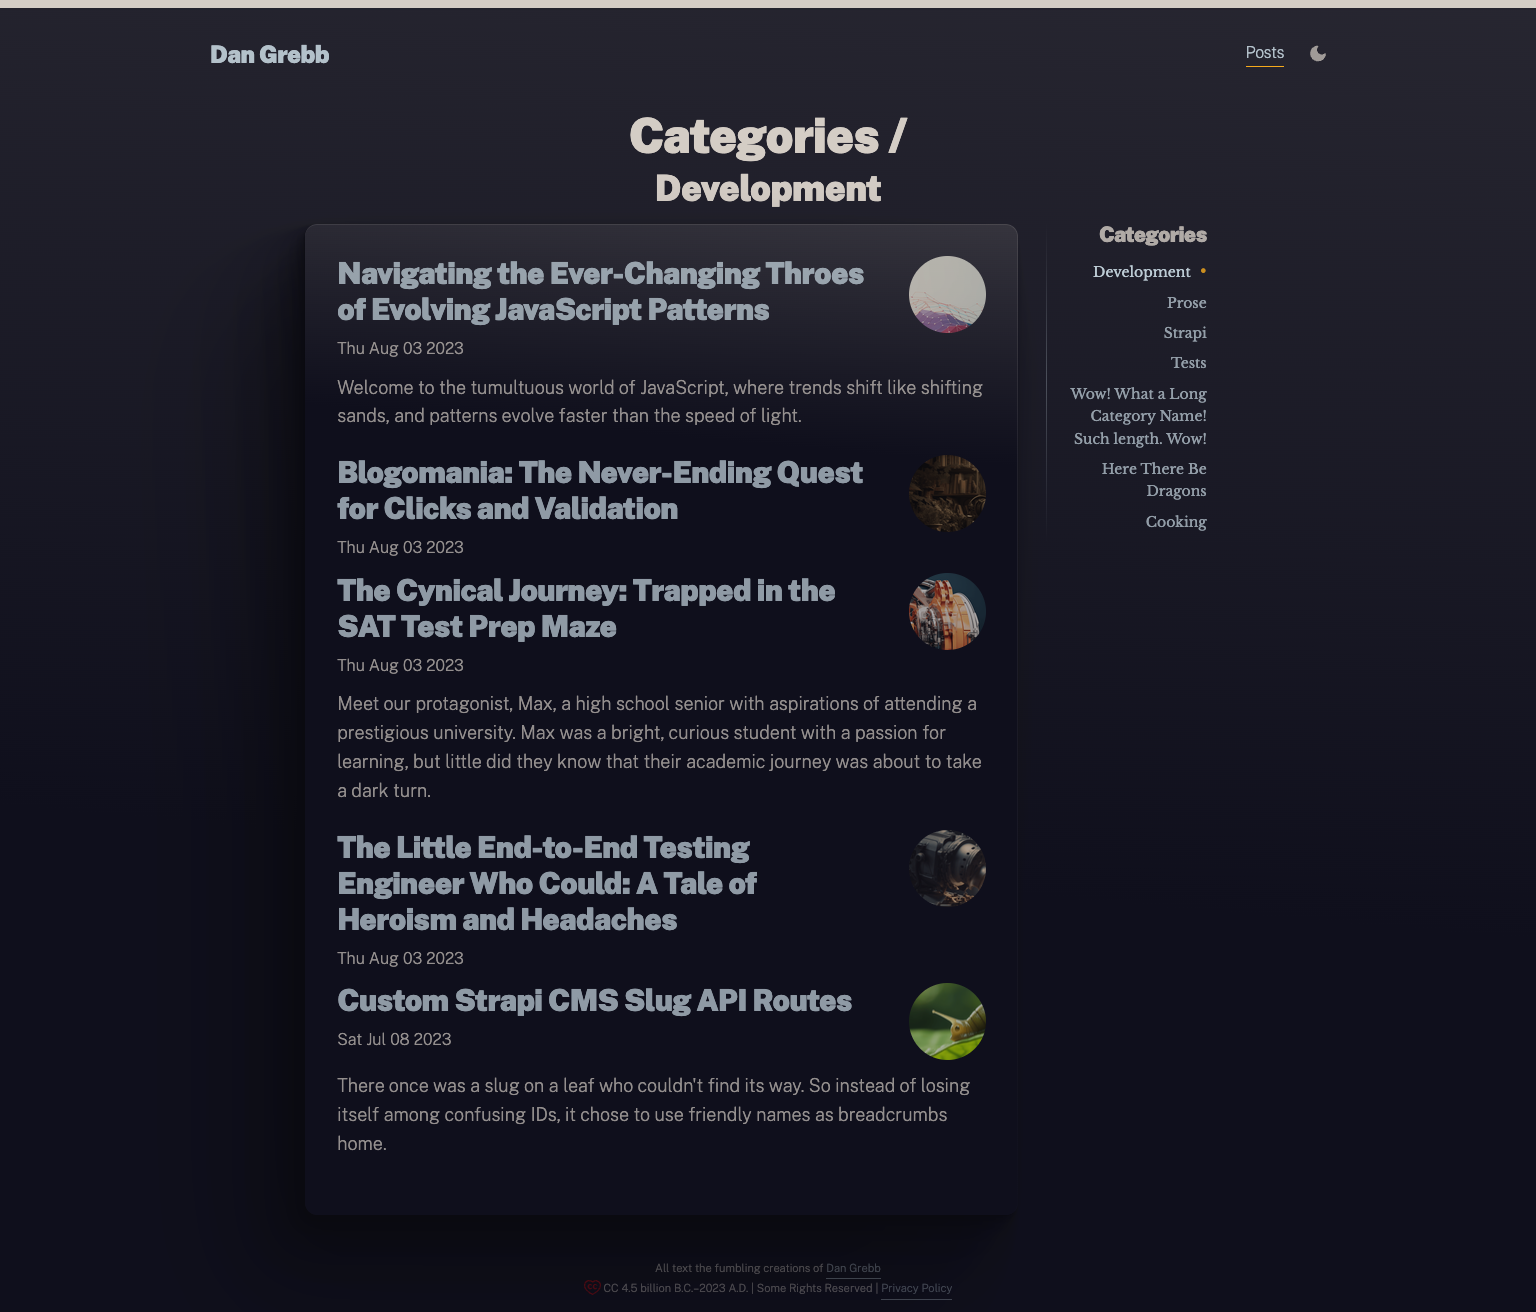 Dan Grebb
Posts
Categories /
Development
Navigating the Ever-Changing Throes
of Evolving JavaScript Patterns
Thu Aug 03 2023
Welcome to the tumultuous world of JavaScript, where trends shift like shifting
sands, and patterns evolve faster than the speed of light.
Blogomania: The Never-Ending Quest
for Clicks and Validation
Thu Aug 03 2023
The Cynical Journey: Trapped in the
SAT Test Prep Maze
Thu Aug 03 2023
Meet our protagonist, Max, a high school senior with aspirations of attending a
prestigious university. Max was a bright, curious student with a passion for
learning, but little did they know that their academic journey was about to take
a dark turn.
The Little End-to-End Testing
Engineer Who Could: A Tale of
Heroism and Headaches
Thu Aug 03 2023
Custom Strapi CMS Slug API Routes
Sat Jul 08 2023
There once was a slug on a leaf who couldn't find its way. So instead of losing
itself among confusing IDs, it chose to use friendly names as breadcrumbs
home.
Categories
Development •
Prose
Strapi
Tests
Wow! What a Long
Category Name!
Such length. Wow!
Here There Be
Dragons
Cooking
All text the fumbling creations of Dan Grebb
CC 4.5 billion B.C.–2023 A.D. | Some Rights Reserved | Privacy Policy